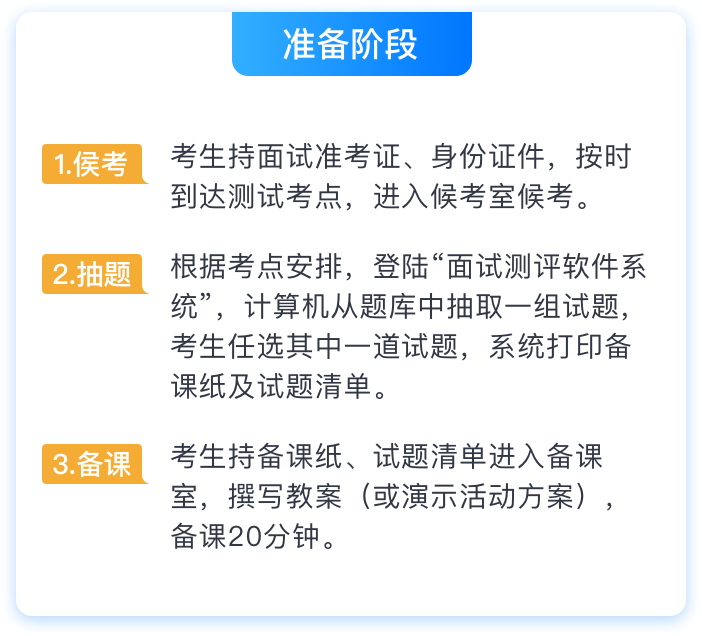 准备阶段
1.侯考
考生持面试准考证、身份证件，按时
到达测试考点，进入候考室候考。
2.抽题
根据考点安排，登陆“面试测评软件系
统”，计算机从题库中抽取一组试题，
考生任选其中一道试题，系统打印备
课纸及试题清单。
3.备课
考生持备课纸、试题清单进入备课
室，撰写教案（或演示活动方案），
备课20分钟。